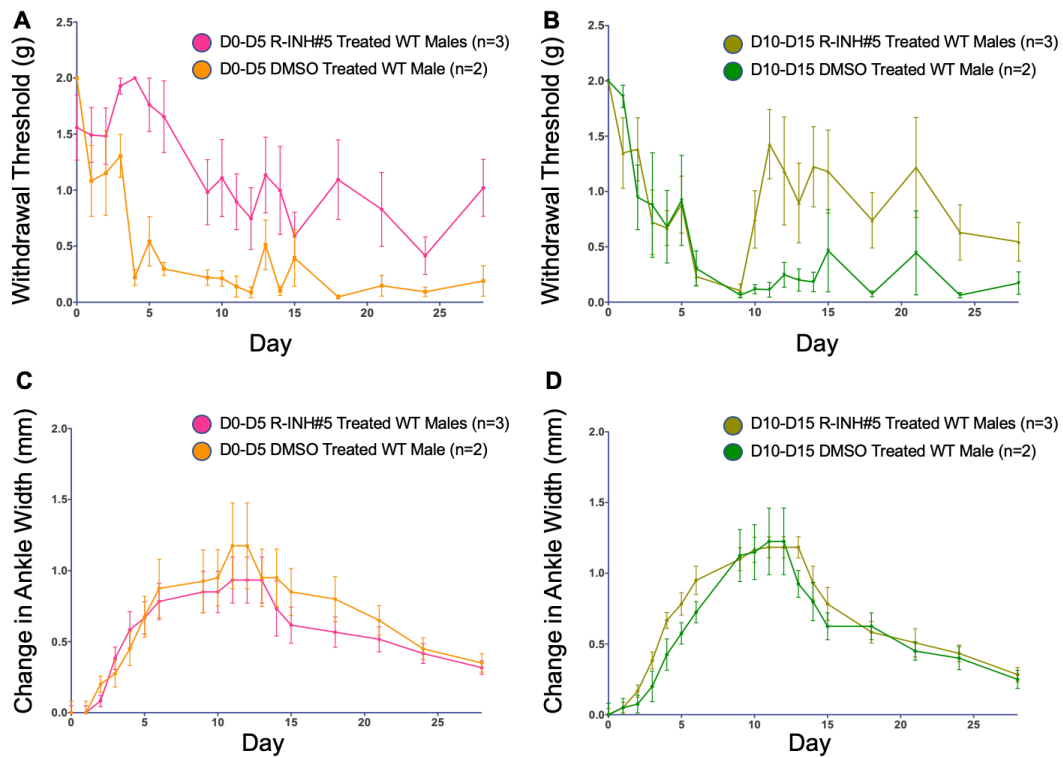 A
Withdrawal Threshold (g)
2.5
2.0
1.5
1.0
0.5
0.0
0 5 10 15 20 25
Day
D0-D5 R-INH#5 Treated WT Males (n=3)
D0-D5 DMSO Treated WT Male (n=2)
B
Withdrawal Threshold (g)
2.5
2.0
1.5
1.0
0.5
0.0
0 5 10 15 20 25
Day
D10-D15 R-INH#5 Treated WT Males (n=3)
D10-D15 DMSO Treated WT Male (n=2)
C
Change in Ankle Width (mm)
2.0
1.5
1.0
0.5
0.0
0 5 10 15 20 25
Day
D0-D5 R-INH#5 Treated WT Males (n=3)
D0-D5 DMSO Treated WT Male (n=2)
D
Change in Ankle Width (mm)
2.0
1.5
1.0
0.5
0.0
0 5 10 15 20 25
Day
D10-D15 R-INH#5 Treated WT Males (n=3)
D10-D15 DMSO Treated WT Male (n=2)